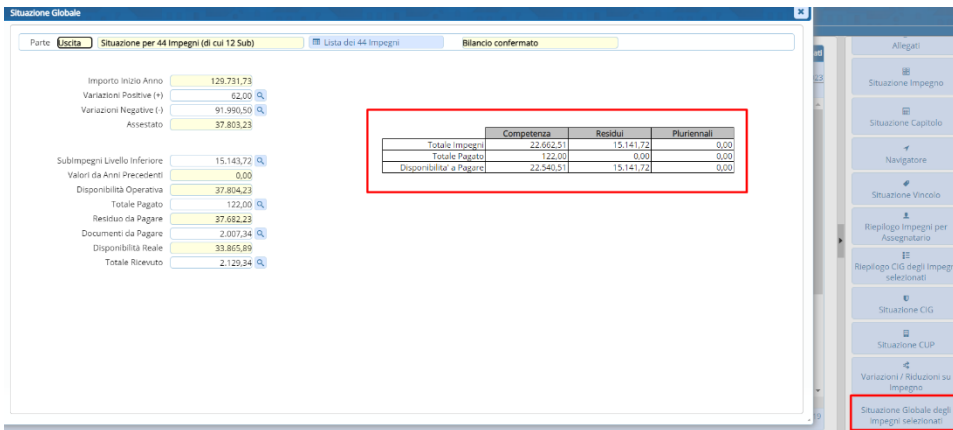 Situazione Globale
Parte Uscita Situazione per 44 Impegni (di cui 12 Sub) Lista dei 44 Impegni Bilancio confermato
Importo Inizio Anno 129.731,73
Variazioni Positive (+) 62,00
Variazioni Negative (-) 91.990,50
Assestato 37.803,23
Subimpegni Livello Inferiore 15.143,72
Valori da Anni Precedenti 0,00
Disponibilità Operativa 37.804,23
Totale Pagato 122,00
Residuo da Pagare 37.682,23
Documenti da Pagare 2.007,34
Disponibilità Reale 33.865,89
Totale Ricevuto 2.129,34
Competenza Residui Pluriennali
Totale Impegni 22.662,51 15.141,72 0,00
Totale Pagato 122,00 0,00 0,00
Disponibilita' a Pagare 22.540,51 15.141,72 0,00
Allegati
Situazione Impegno
Situazione Capitolo
Navigatore
Situazione Vincolo
Riepilogo Impegni per
Assegnatario
Riepilogo CIG degli Impegn
selezionati
Situazione CIG
Situazione CUP
Variazioni / Riduzioni su
Impegno
Situazione Globale degli
Impegni selezionati